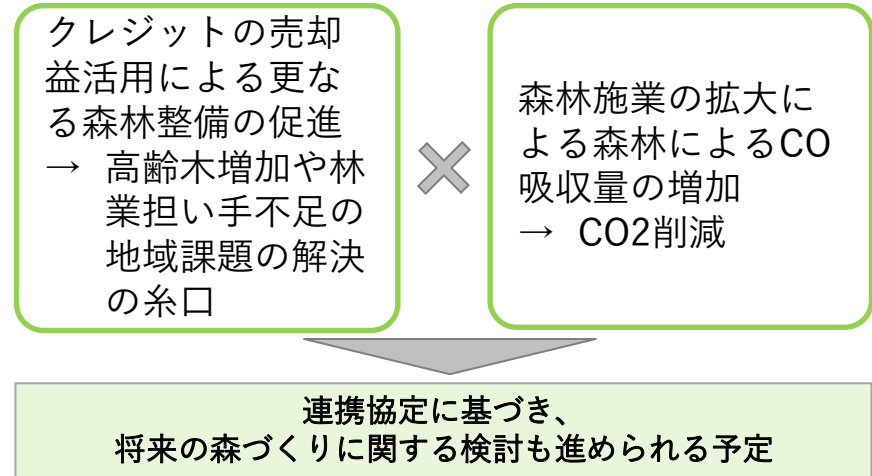 クレジットの売却
益活用による更な
る森林整備の促進
→ 高齢木増加や林
業担い手不足の
地域課題の解決
の糸口
森林施業の拡大に
よる森林によるCO
吸収量の増加
→ CO2削減
連携協定に基づき、
将来の森づくりに関する検討も進められる予定